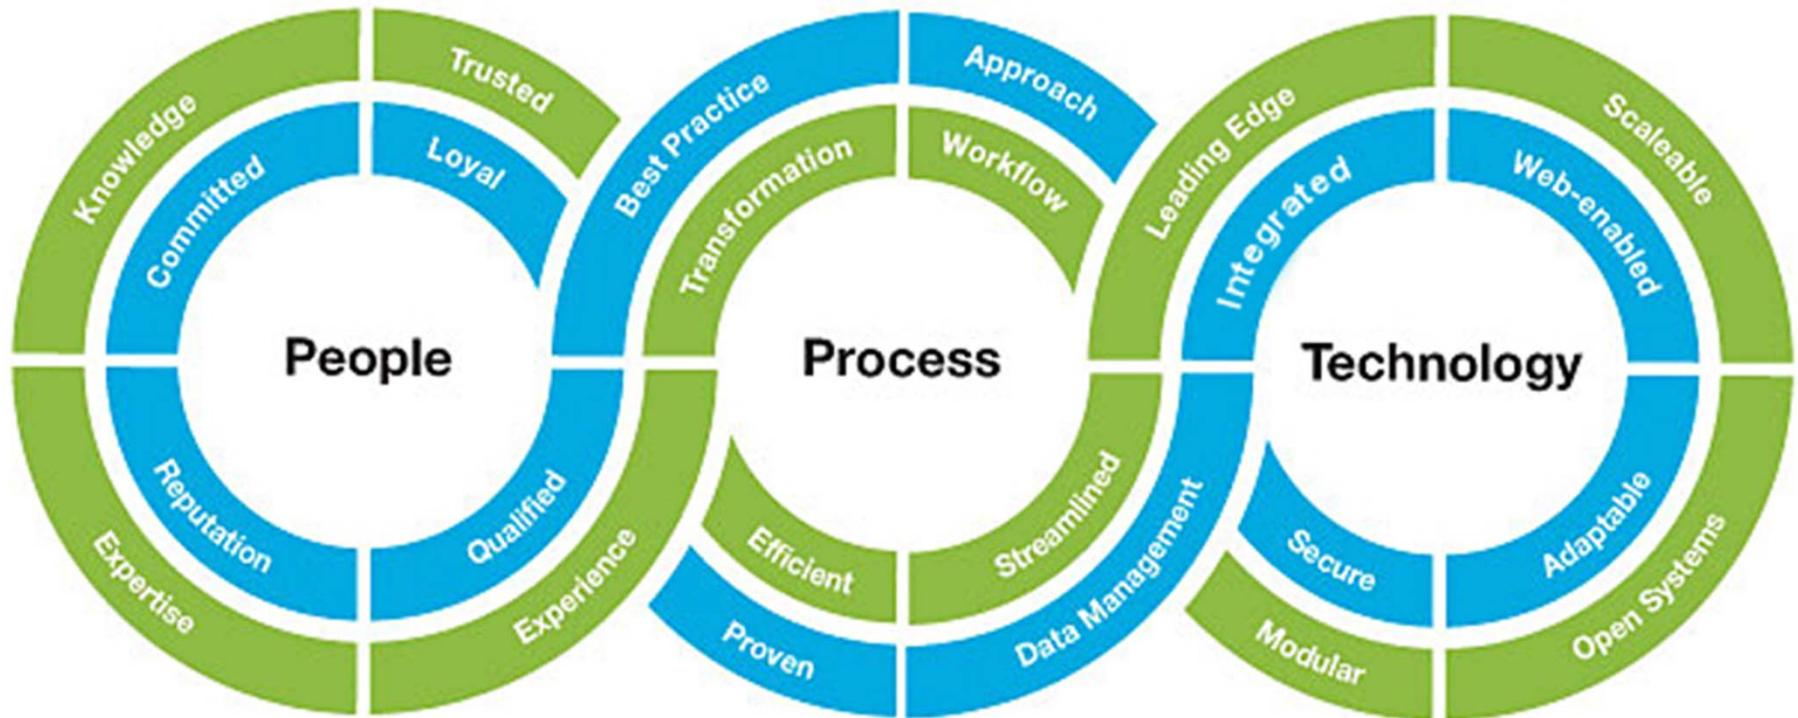 Knowledge
Trusted
Committed
Loyal
People
Reputation
Qualified
Expertise
Experience
Best Practice
Approach
Transformation
Workflow
Process
Efficient
Streamlined
Proven
Data Management
Leading Edge
Scaleable
Integrated
Web-enabled
Technology
Secure
Adaptable
Modular
Open Systems